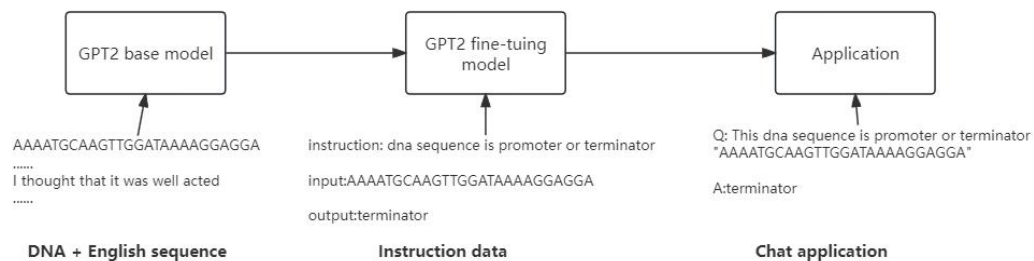 GPT2 base model
GPT2 fine-tuing
model
Application
AAAATGCAAGTTGGATAAAAGGAGGA
......
I thought that it was well acted
......
instruction: dna sequence is promoter or terminator
input:AAAATGCAAGTTGGATAAAAGGAGGA
output:terminator
Q: This dna sequence is promoter or terminator
"AAAATGCAAGTTGGATAAAAGGAGGA"
A:terminator
DNA + English sequence
Instruction data
Chat application